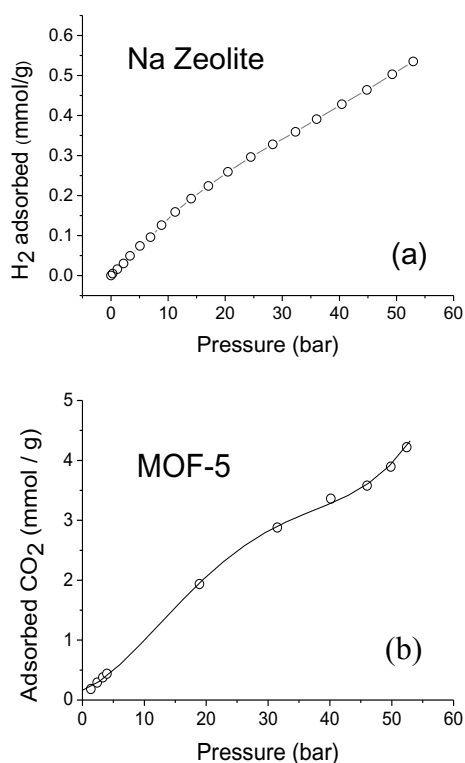 0.6
0.5
0.4
0.3
0.2
0.1
0.0
H2 adsorbed (mmol/g)
Na Zeolite
(a)
0 10 20 30 40 50 60
Pressure (bar)
5
4
3
2
1
0
Adsorbed CO2 (mmol / g)
MOF-5
(b)
0 10 20 30 40 50 60
Pressure (bar)